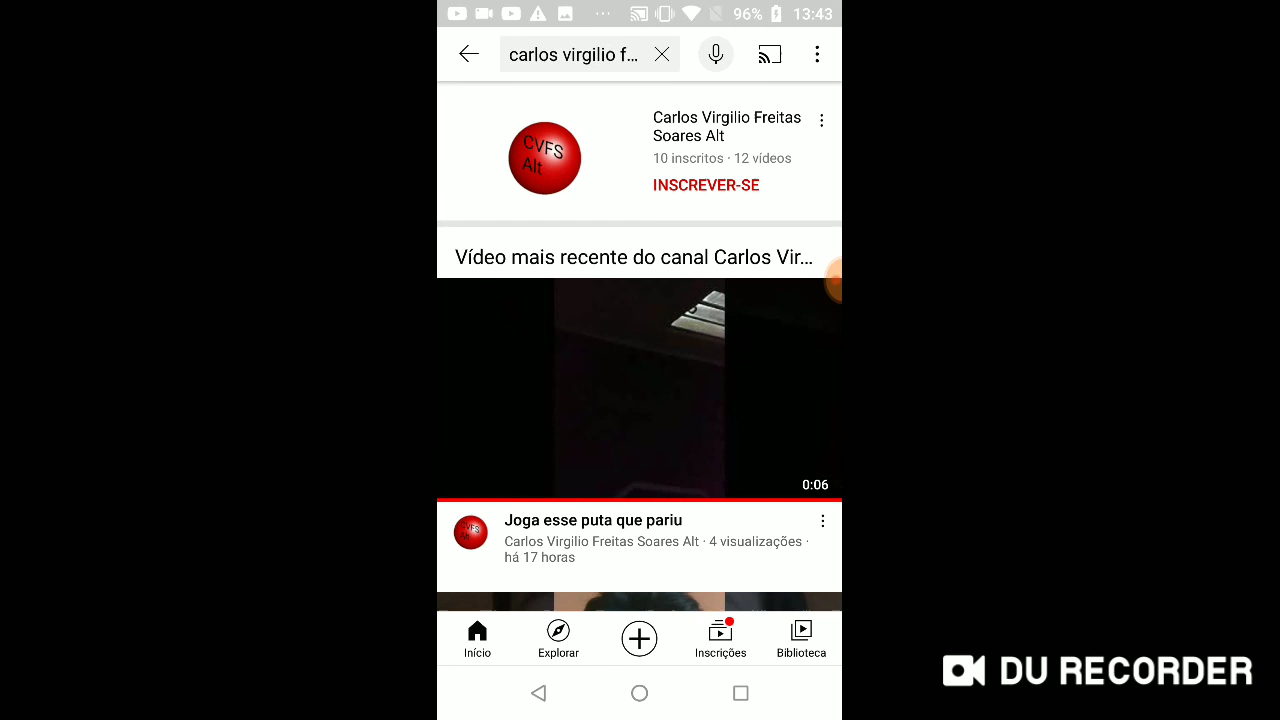 96% 13:43
carlos virgilio f...
Carlos Virgilio Freitas
Soares Alt
10 inscritos · 12 vídeos
INSCREVER-SE
CVFS
Alt
Vídeo mais recente do canal Carlos Vir...
0:06
Joga esse puta que pariu
CVFS
Alt
Carlos Virgilio Freitas Soares Alt · 4 visualizações ·
há 17 horas
Início
Explorar
Inscrições
Biblioteca
DU RECORDER